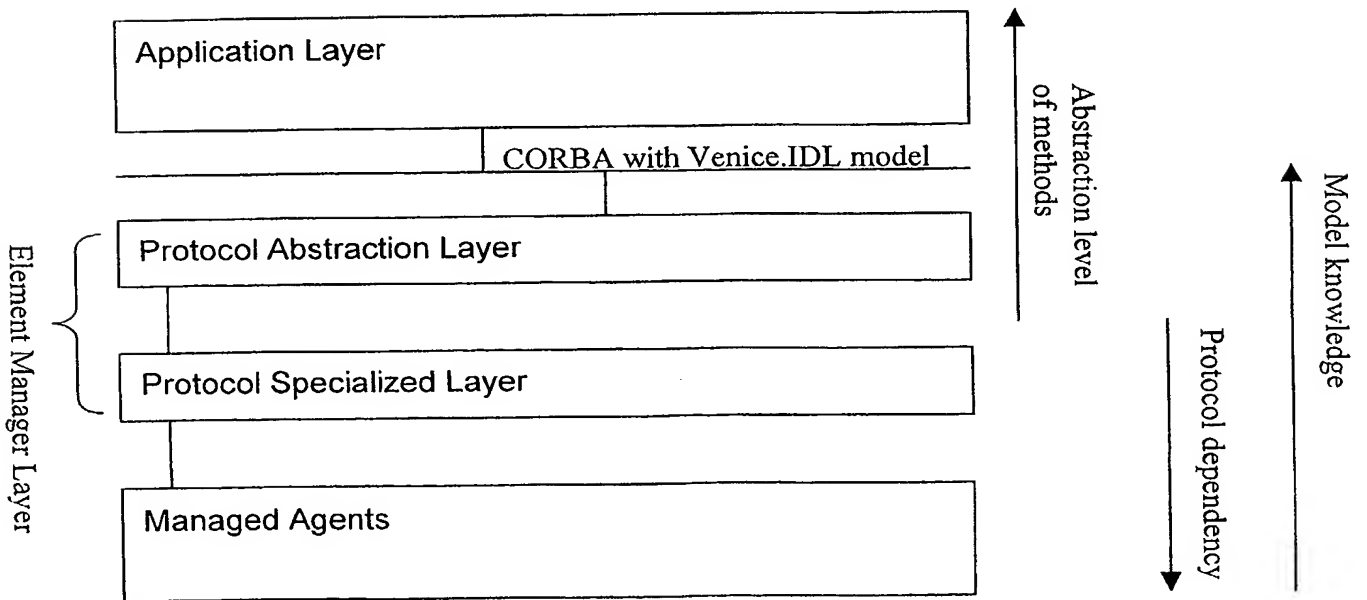 Application Layer
CORBA with Venice.IDL model
Protocol Abstraction Layer
Protocol Specialized Layer
Managed Agents
Element Manager Layer
Abstraction level
of methods
Protocol dependency
Model knowledge